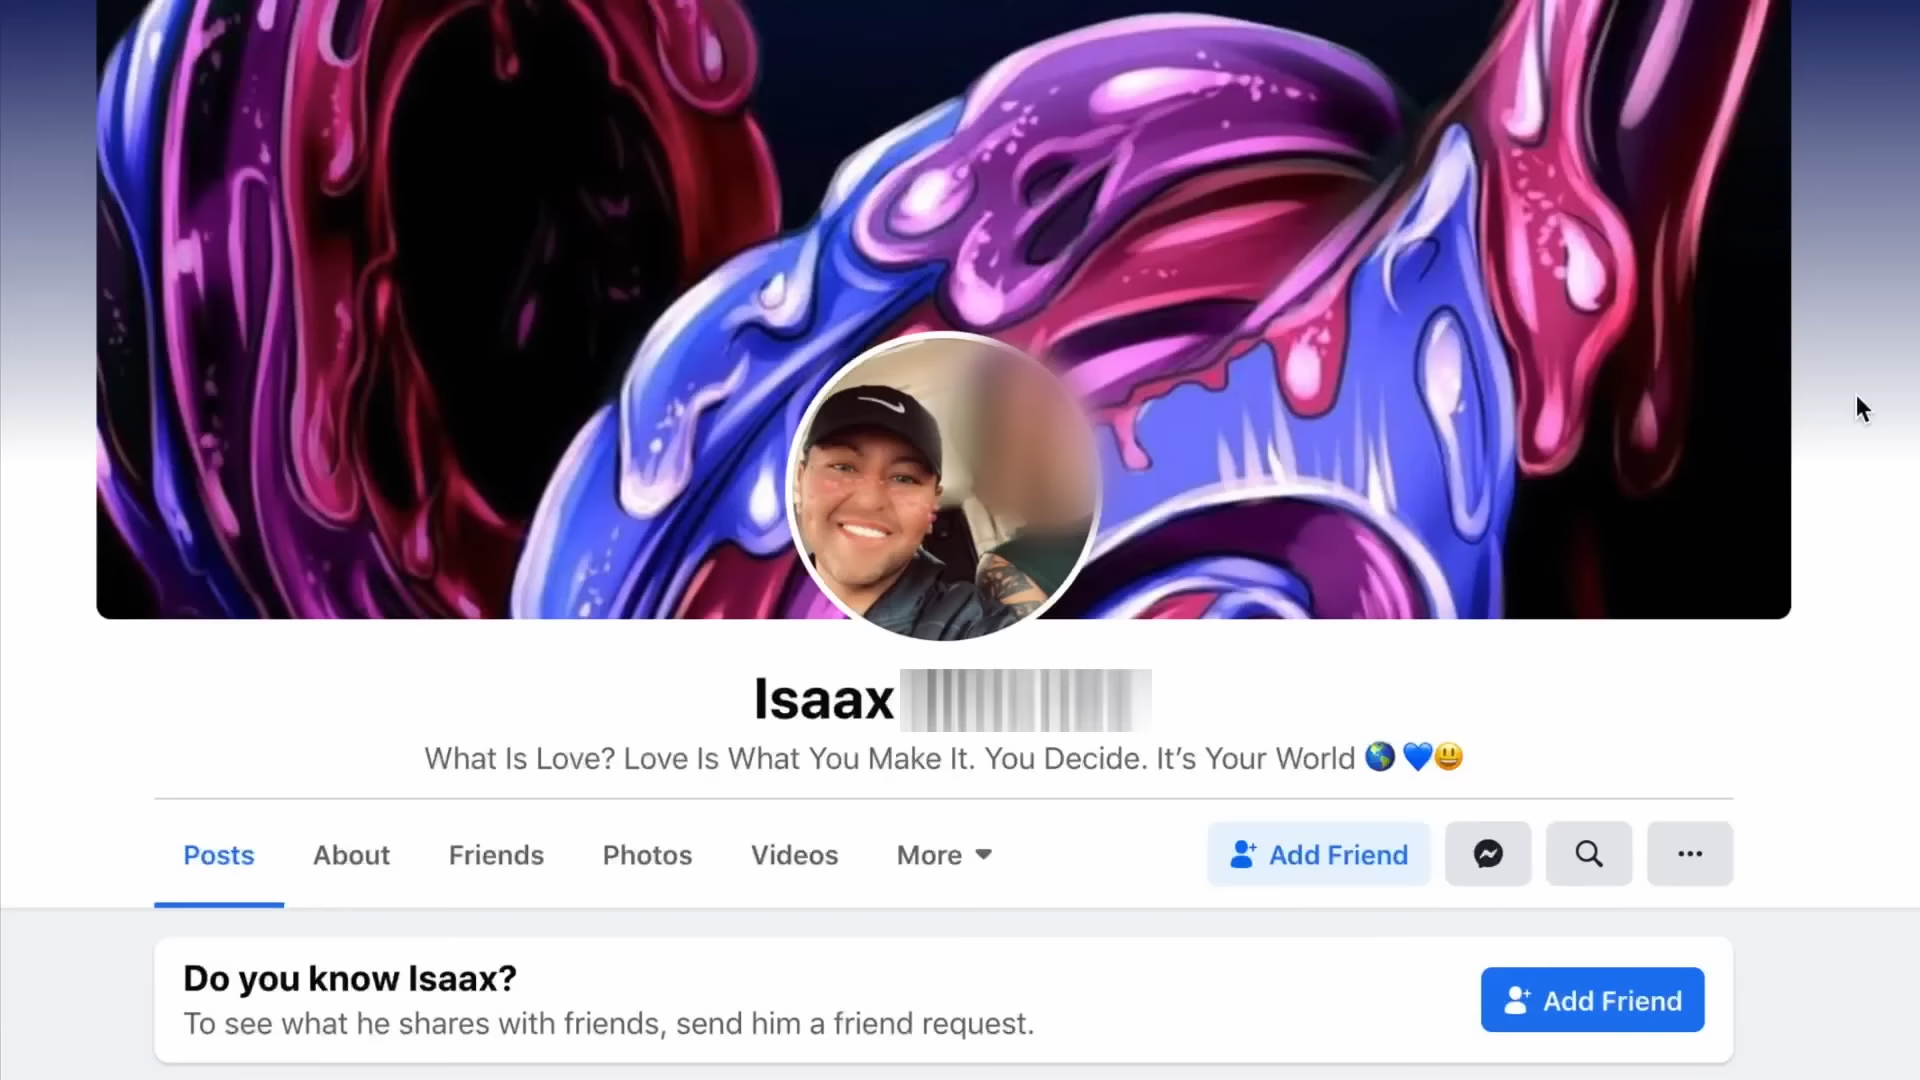 Isaax
What Is Love? Love Is What You Make It. You Decide. It’s Your World 🌎 💙😃
Posts About Friends Photos Videos More Add Friend
Do you know Isaax?
To see what he shares with friends, send him a friend request.
Add Friend